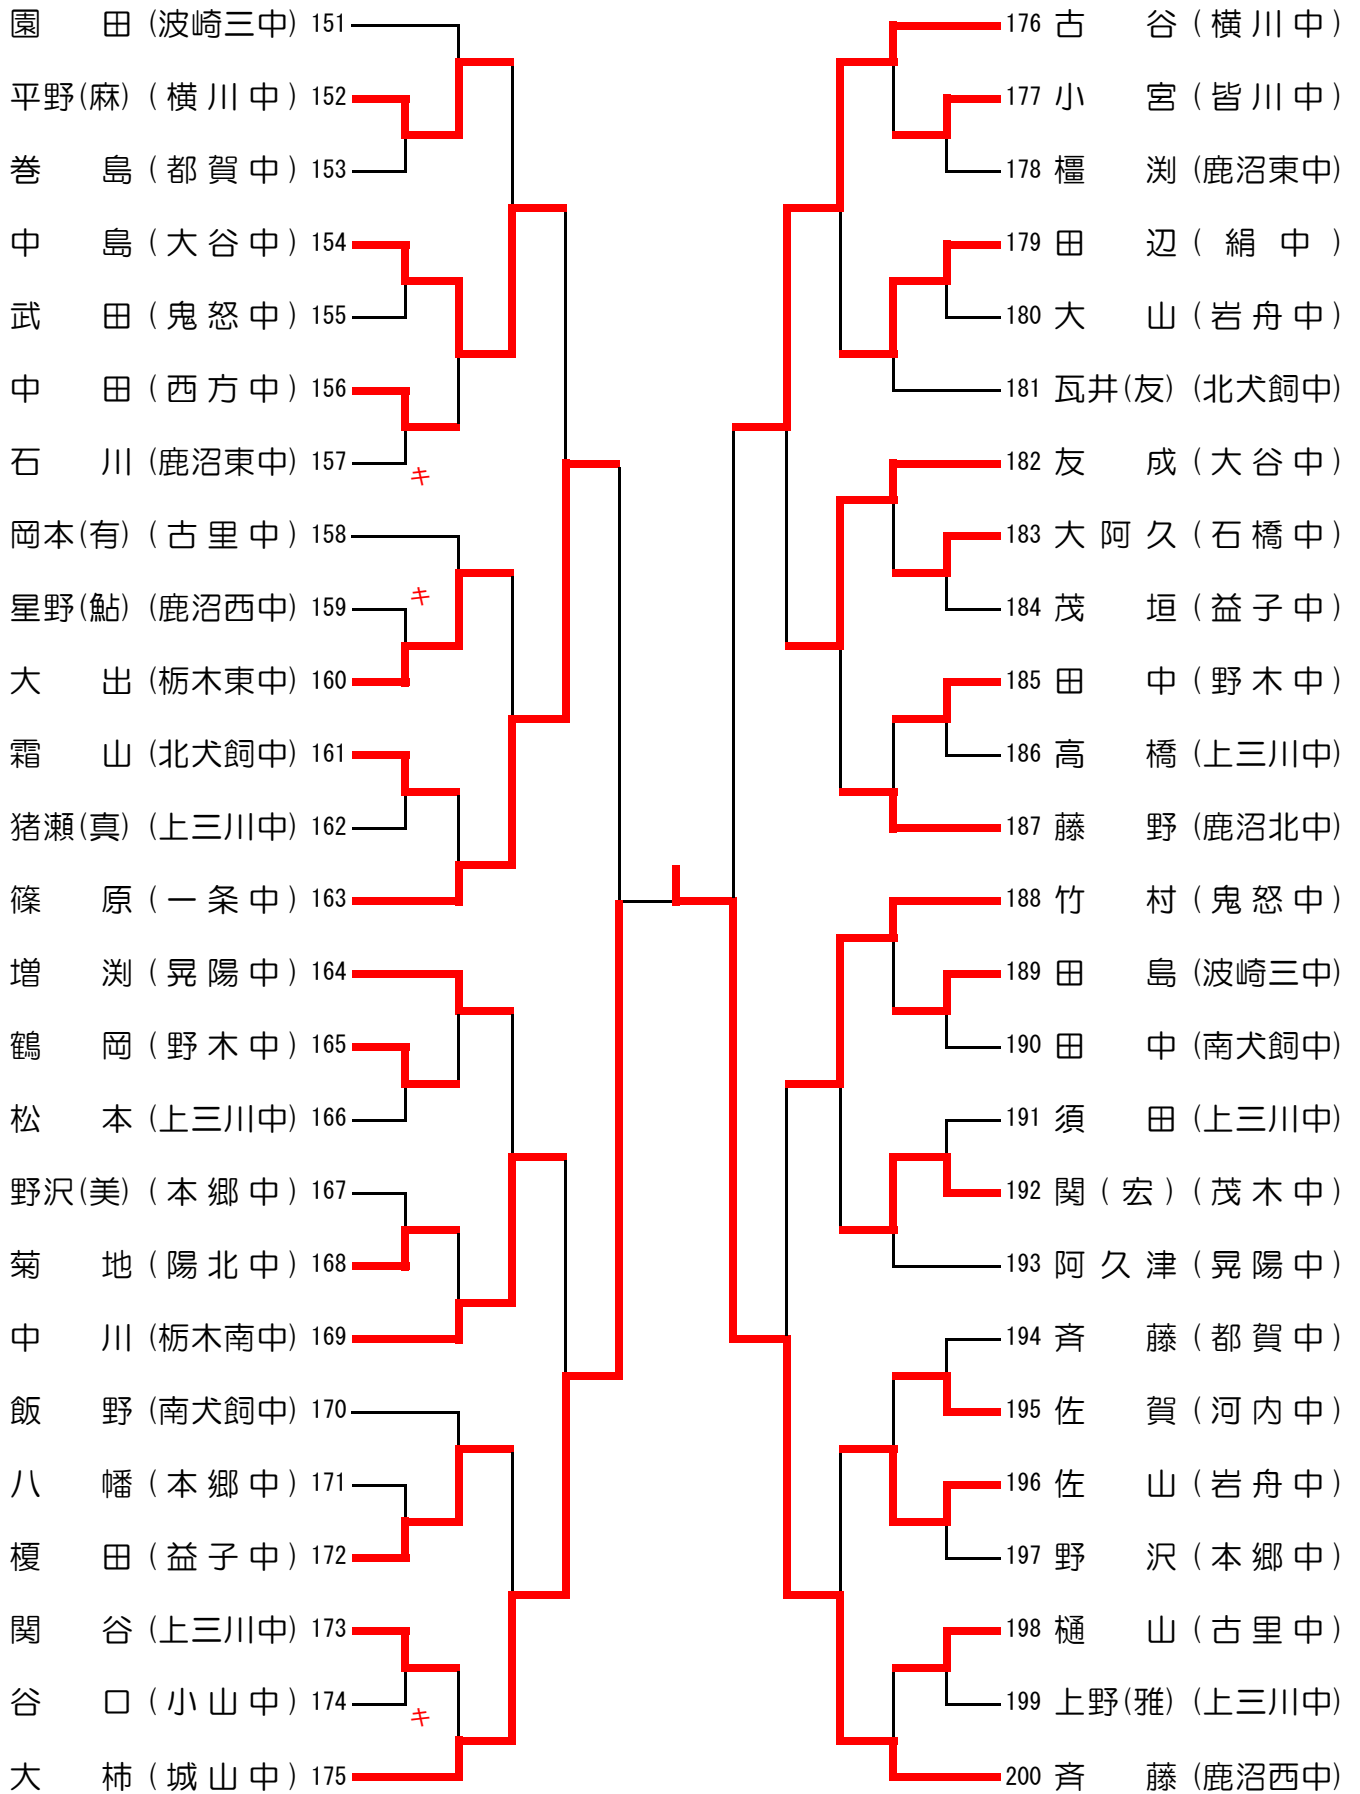 園田(波崎三中) 151
平野(麻)(横川中) 152
巻島(都賀中) 153
中島(大谷中) 154
武田(鬼怒中) 155
中田(西方中) 156
石川(鹿沼東中) 157
キ
岡本(有)(古里中) 158
キ
星野(鮎)(鹿沼西中) 159
大出(栃木東中) 160
霜山(北犬飼中) 161
猪瀬(真)(上三川中) 162
篠原(一条中) 163
増渕(晃陽中) 164
鶴岡(野木中) 165
松本(上三川中) 166
野沢(美)(本郷中) 167
菊地(陽北中) 168
中川(栃木南中) 169
飯野(南犬飼中) 170
八幡(本郷中) 171
榎田(益子中) 172
関谷(上三川中) 173
谷口(小山中) 174
キ
大柿(城山中) 175
176 古谷(横川中)
177 小宮(皆川中)
178 橿渕(鹿沼東中)
179 田辺(絹中)
180 大山(岩舟中)
181 瓦井(友)(北犬飼中)
182 友成(大谷中)
183 大阿久(石橋中)
184 茂垣(益子中)
185 田中(野木中)
186 高橋(上三川中)
187 藤野(鹿沼北中)
188 竹村(鬼怒中)
189 田島(波崎三中)
190 田中(南犬飼中)
191 須田(上三川中)
192 関(宏)(茂木中)
193 阿久津(晃陽中)
194 斉藤(都賀中)
195 佐賀(河内中)
196 佐山(岩舟中)
197 野沢(本郷中)
198 樋山(古里中)
199 上野(雅)(上三川中)
200 斉藤(鹿沼西中)